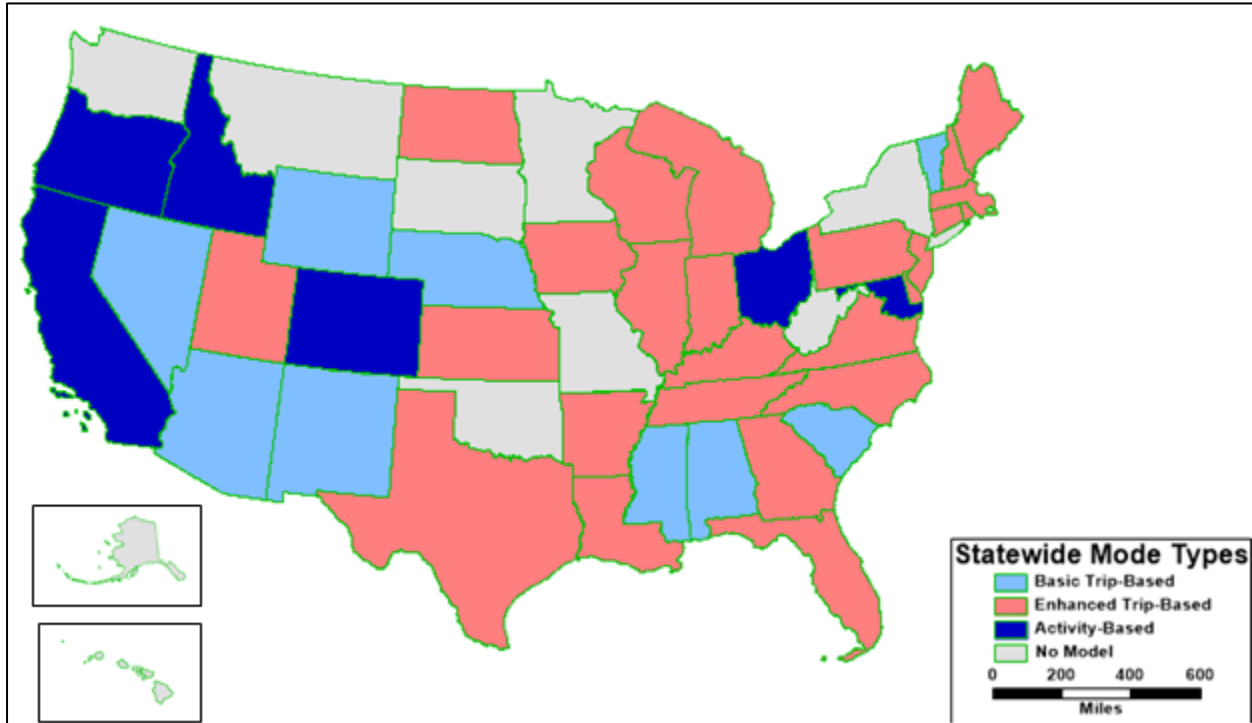 Statewide Mode Types
Basic Trip-Based
Enhanced Trip-Based
Activity-Based
No Model
0 200 400 600
Miles